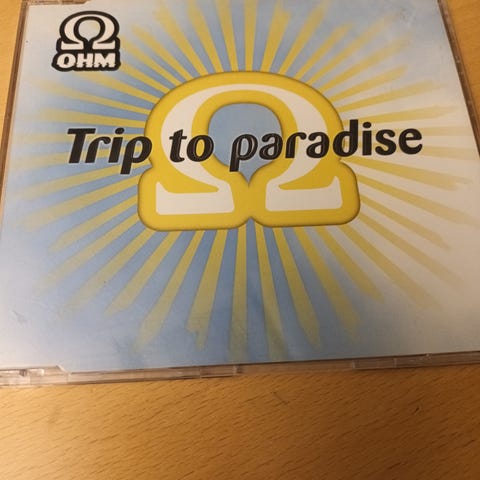 Ω
OHM
Trip to paradise
Ω